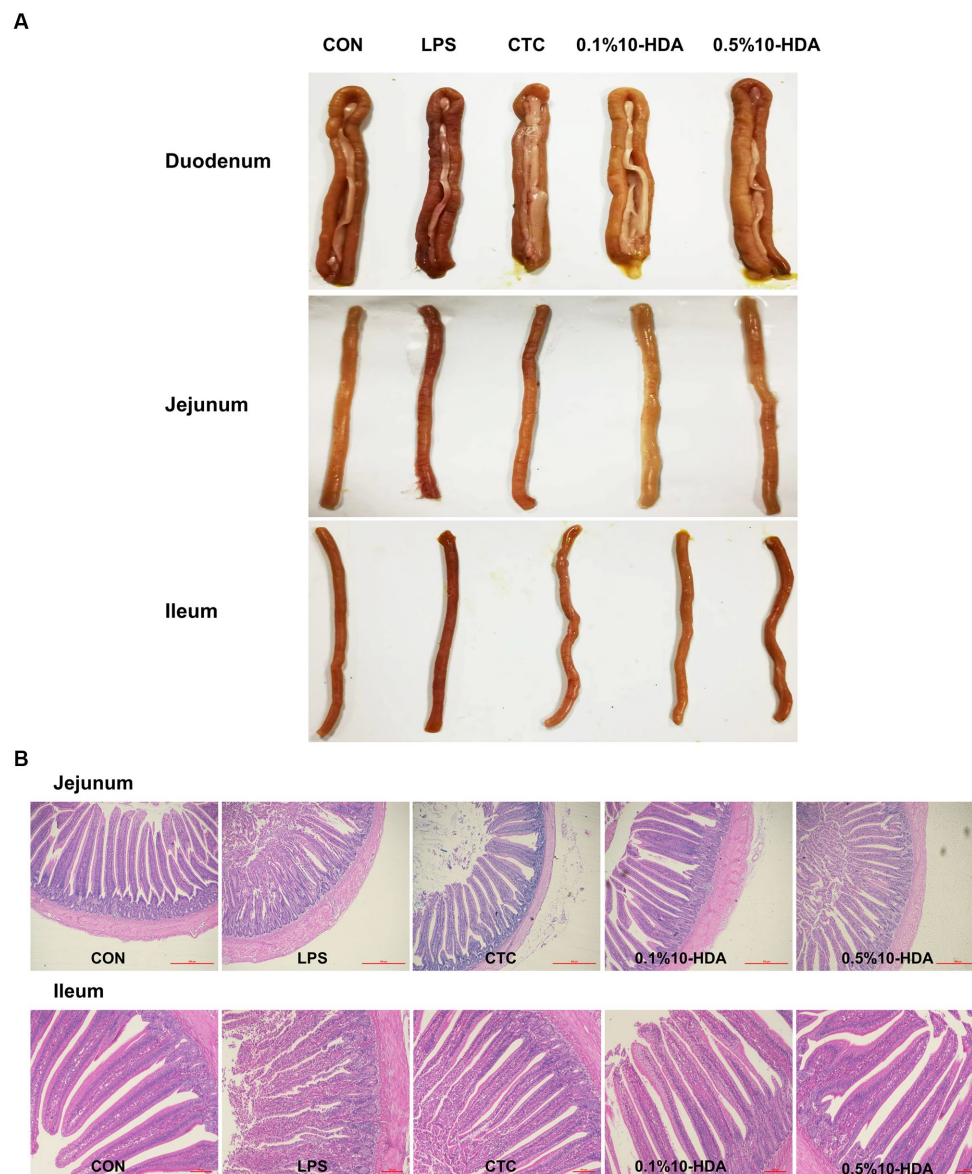 A
CON LPS CTC 0.1%10-HDA 0.5%10-HDA
Duodenum
Jejunum
Ileum
B
Jejunum
CON LPS CTC 0.1%10-HDA 0.5%10-HDA
Ileum
CON LPS CTC 0.1%10-HDA 0.5%10-HDA